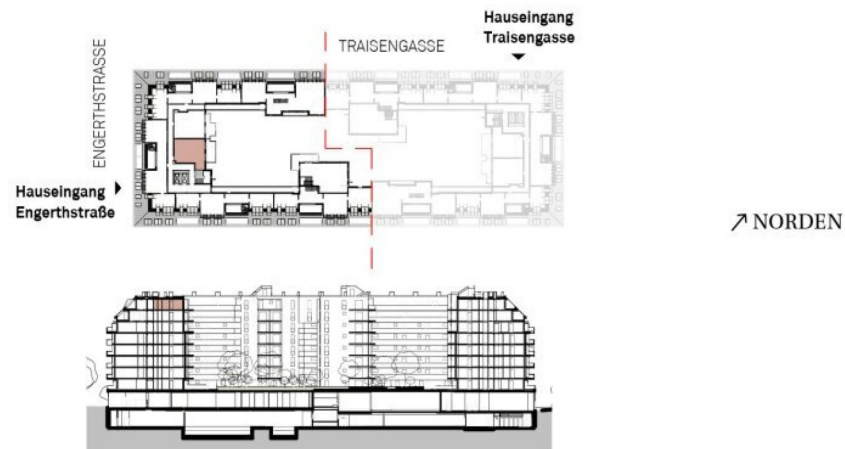 Hauseingang
Traisengasse
TRAISENGASSE
ENGERTHSTRASSE
Hauseingang
Engerthstraße
↗ NORDEN